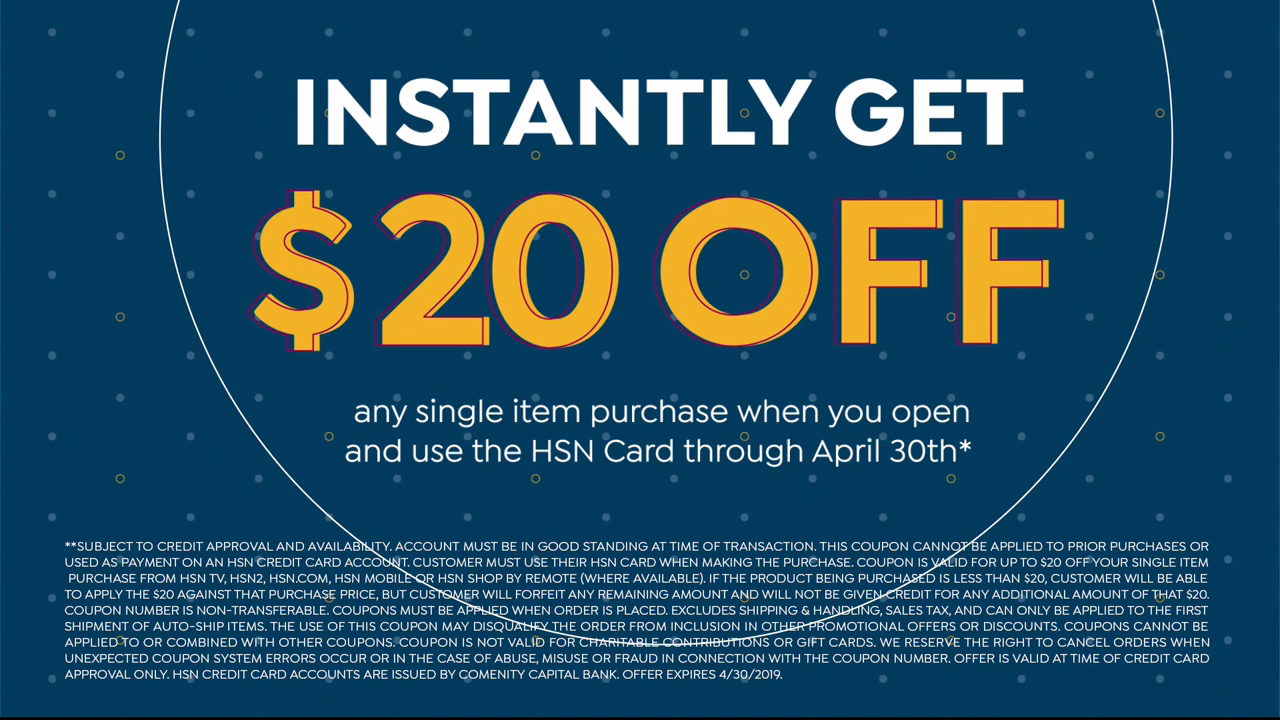 INSTANTLY GET
$20 OFF
any single item purchase when you open
and use the HSN Card through April 30th*
**SUBJECT TO CREDIT APPROVAL AND AVAILABILITY. ACCOUNT MUST BE IN GOOD STANDING AT TIME OF TRANSACTION. THIS COUPON CANNOT BE APPLIED TO PRIOR PURCHASES OR
USED AS PAYMENT ON AN HSN CREDIT CARD ACCOUNT. CUSTOMER MUST USE THEIR HSN CARD WHEN MAKING THE PURCHASE. COUPON IS VALID FOR UP TO $20 OFF YOUR SINGLE ITEM
PURCHASE FROM HSN TV, HSN2, HSN.COM, HSN MOBILE OR HSN SHOP BY REMOTE (WHERE AVAILABLE). IF THE PRODUCT BEING PURCHASED IS LESS THAN $20, CUSTOMER WILL BE ABLE
TO APPLY THE $20 AGAINST THAT PURCHASE PRICE, BUT CUSTOMER WILL FORFEIT ANY REMAINING AMOUNT AND WILL NOT BE GIVEN CREDIT FOR ANY ADDITIONAL AMOUNT OF THAT $20.
COUPON NUMBER IS NON-TRANSFERABLE. COUPONS MUST BE APPLIED WHEN ORDER IS PLACED. EXCLUDES SHIPPING & HANDLING, SALES TAX, AND CAN ONLY BE APPLIED TO THE FIRST
SHIPMENT OF AUTO-SHIP ITEMS. THE USE OF THIS COUPON MAY DISQUALIFY THE ORDER FROM INCLUSION IN OTHER PROMOTIONAL OFFERS OR DISCOUNTS. COUPONS CANNOT BE
APPLIED TO OR COMBINED WITH OTHER COUPONS. COUPON IS NOT VALID FOR CHARITABLE CONTRIBUTIONS OR GIFT CARDS. WE RESERVE THE RIGHT TO CANCEL ORDERS WHEN
UNEXPECTED COUPON SYSTEM ERRORS OCCUR OR IN THE CASE OF ABUSE, MISUSE OR FRAUD IN CONNECTION WITH THE COUPON NUMBER. OFFER IS VALID AT TIME OF CREDIT CARD
APPROVAL ONLY. HSN CREDIT CARD ACCOUNTS ARE ISSUED BY COMENITY CAPITAL BANK. OFFER EXPIRES 4/30/2019.